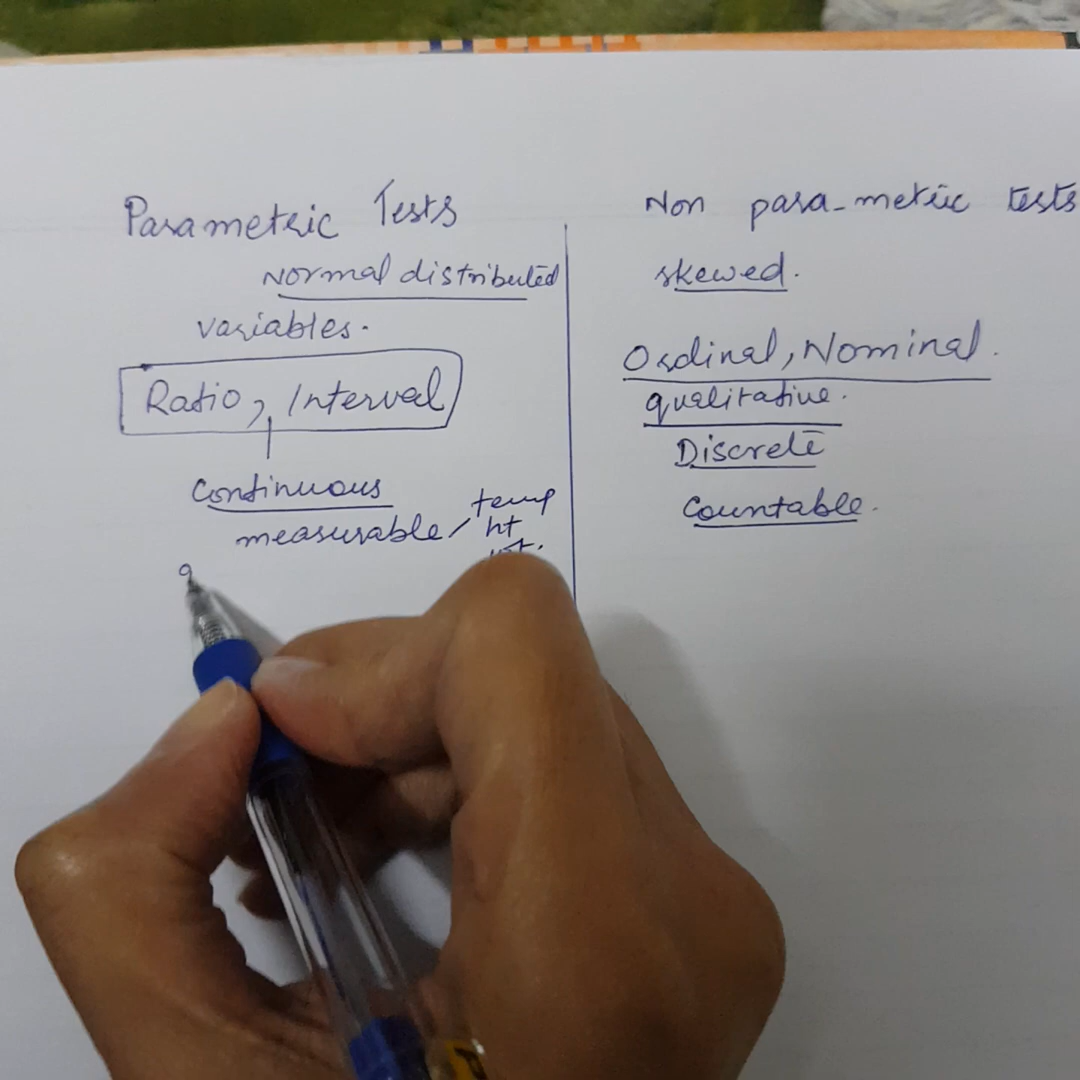 Parametric Tests
Normal distributed
variables.
Ratio, Interval
Continuous
measurable / temp
ht
wt.
Non para-metric tests
skewed.
Ordinal, Nominal.
qualitative.
Discrete
Countable.